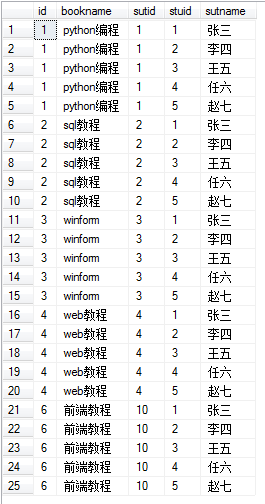 id bookname sutid stuid sutname
1 1 python编程 1 1 张三
2 1 python编程 1 2 李四
3 1 python编程 1 3 王五
4 1 python编程 1 4 任六
5 1 python编程 1 5 赵七
6 2 sql教程 2 1 张三
7 2 sql教程 2 2 李四
8 2 sql教程 2 3 王五
9 2 sql教程 2 4 任六
10 2 sql教程 2 5 赵七
11 3 winform 3 1 张三
12 3 winform 3 2 李四
13 3 winform 3 3 王五
14 3 winform 3 4 任六
15 3 winform 3 5 赵七
16 4 web教程 4 1 张三
17 4 web教程 4 2 李四
18 4 web教程 4 3 王五
19 4 web教程 4 4 任六
20 4 web教程 4 5 赵七
21 6 前端教程 10 1 张三
22 6 前端教程 10 2 李四
23 6 前端教程 10 3 王五
24 6 前端教程 10 4 任六
25 6 前端教程 10 5 赵七